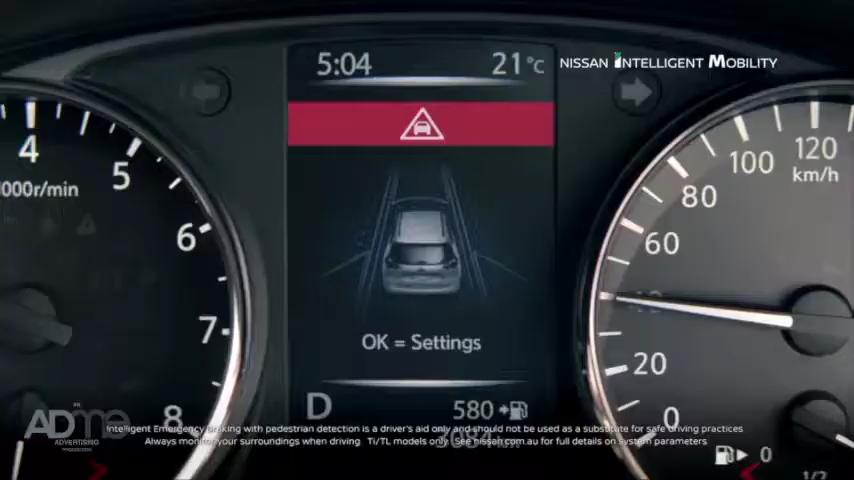 5:04
21°C
NISSAN INTELLIGENT MOBILITY
4
5
6
7
8
1000r/min
120
km/h
100
80
60
20
0
OK = Settings
D
580
ADme
ADVERTISING
Intelligent Emergency Braking with pedestrian detection is a driver's aid only and should not be used as a substitute for safe driving practices
Always monitor your surroundings when driving Ti/TL models only See nissan.com.au for full details on system parameters
0
1/2